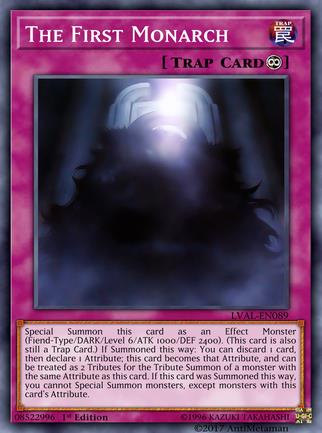 The First Monarch
TRAP
罠
[Trap Card]
LVAL-EN089
Special Summon this card as an Effect Monster
(Fiend-Type/DARK/Level 6/ATK 1000/DEF 2400). (This card is
also still a Trap Card.) If Summoned this way: You can discard 1 card,
then declare 1 Attribute; this card becomes that Attribute, and can
be treated as 2 Tributes for the Tribute Summon of a monster with
the same Attribute as this card. If this card was Summoned this way,
you cannot Special Summon monsters, except monsters with this
card's Attribute.
08522996 1st Edition ©1996 KAZUKI TAKAHASHI
©2017 AntiMetaman